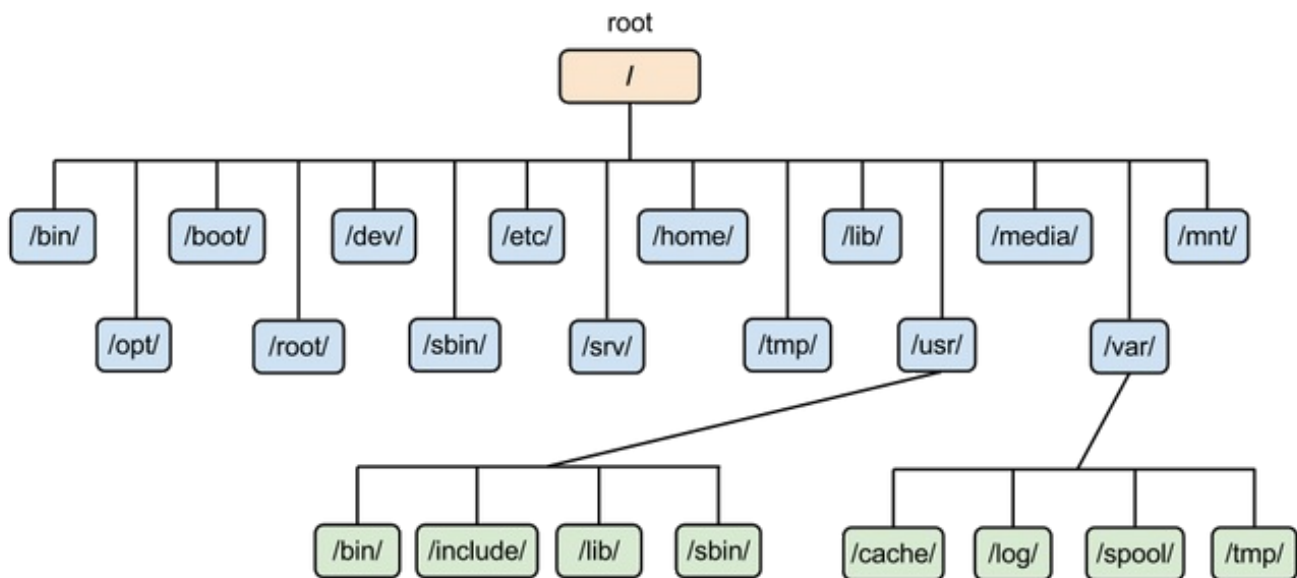 root
/
/bin/ /boot/ /dev/ /etc/ /home/ /lib/ /media/ /mnt/
/opt/ /root/ /sbin/ /srv/ /tmp/ /usr/ /var/
/bin/ /include/ /lib/ /sbin/ /cache/ /log/ /spool/ /tmp/